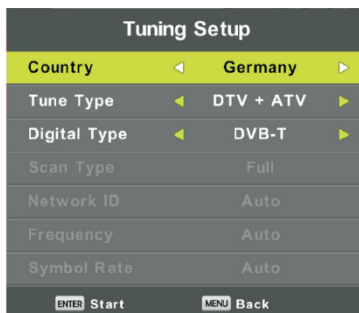 Tuning Setup
Country Germany
Tune Type DTV + ATV
Digital Type DVB-T
Scan Type Full
Network ID Auto
Frequency Auto
Symbol Rate Auto
ENTER Start MENU Back